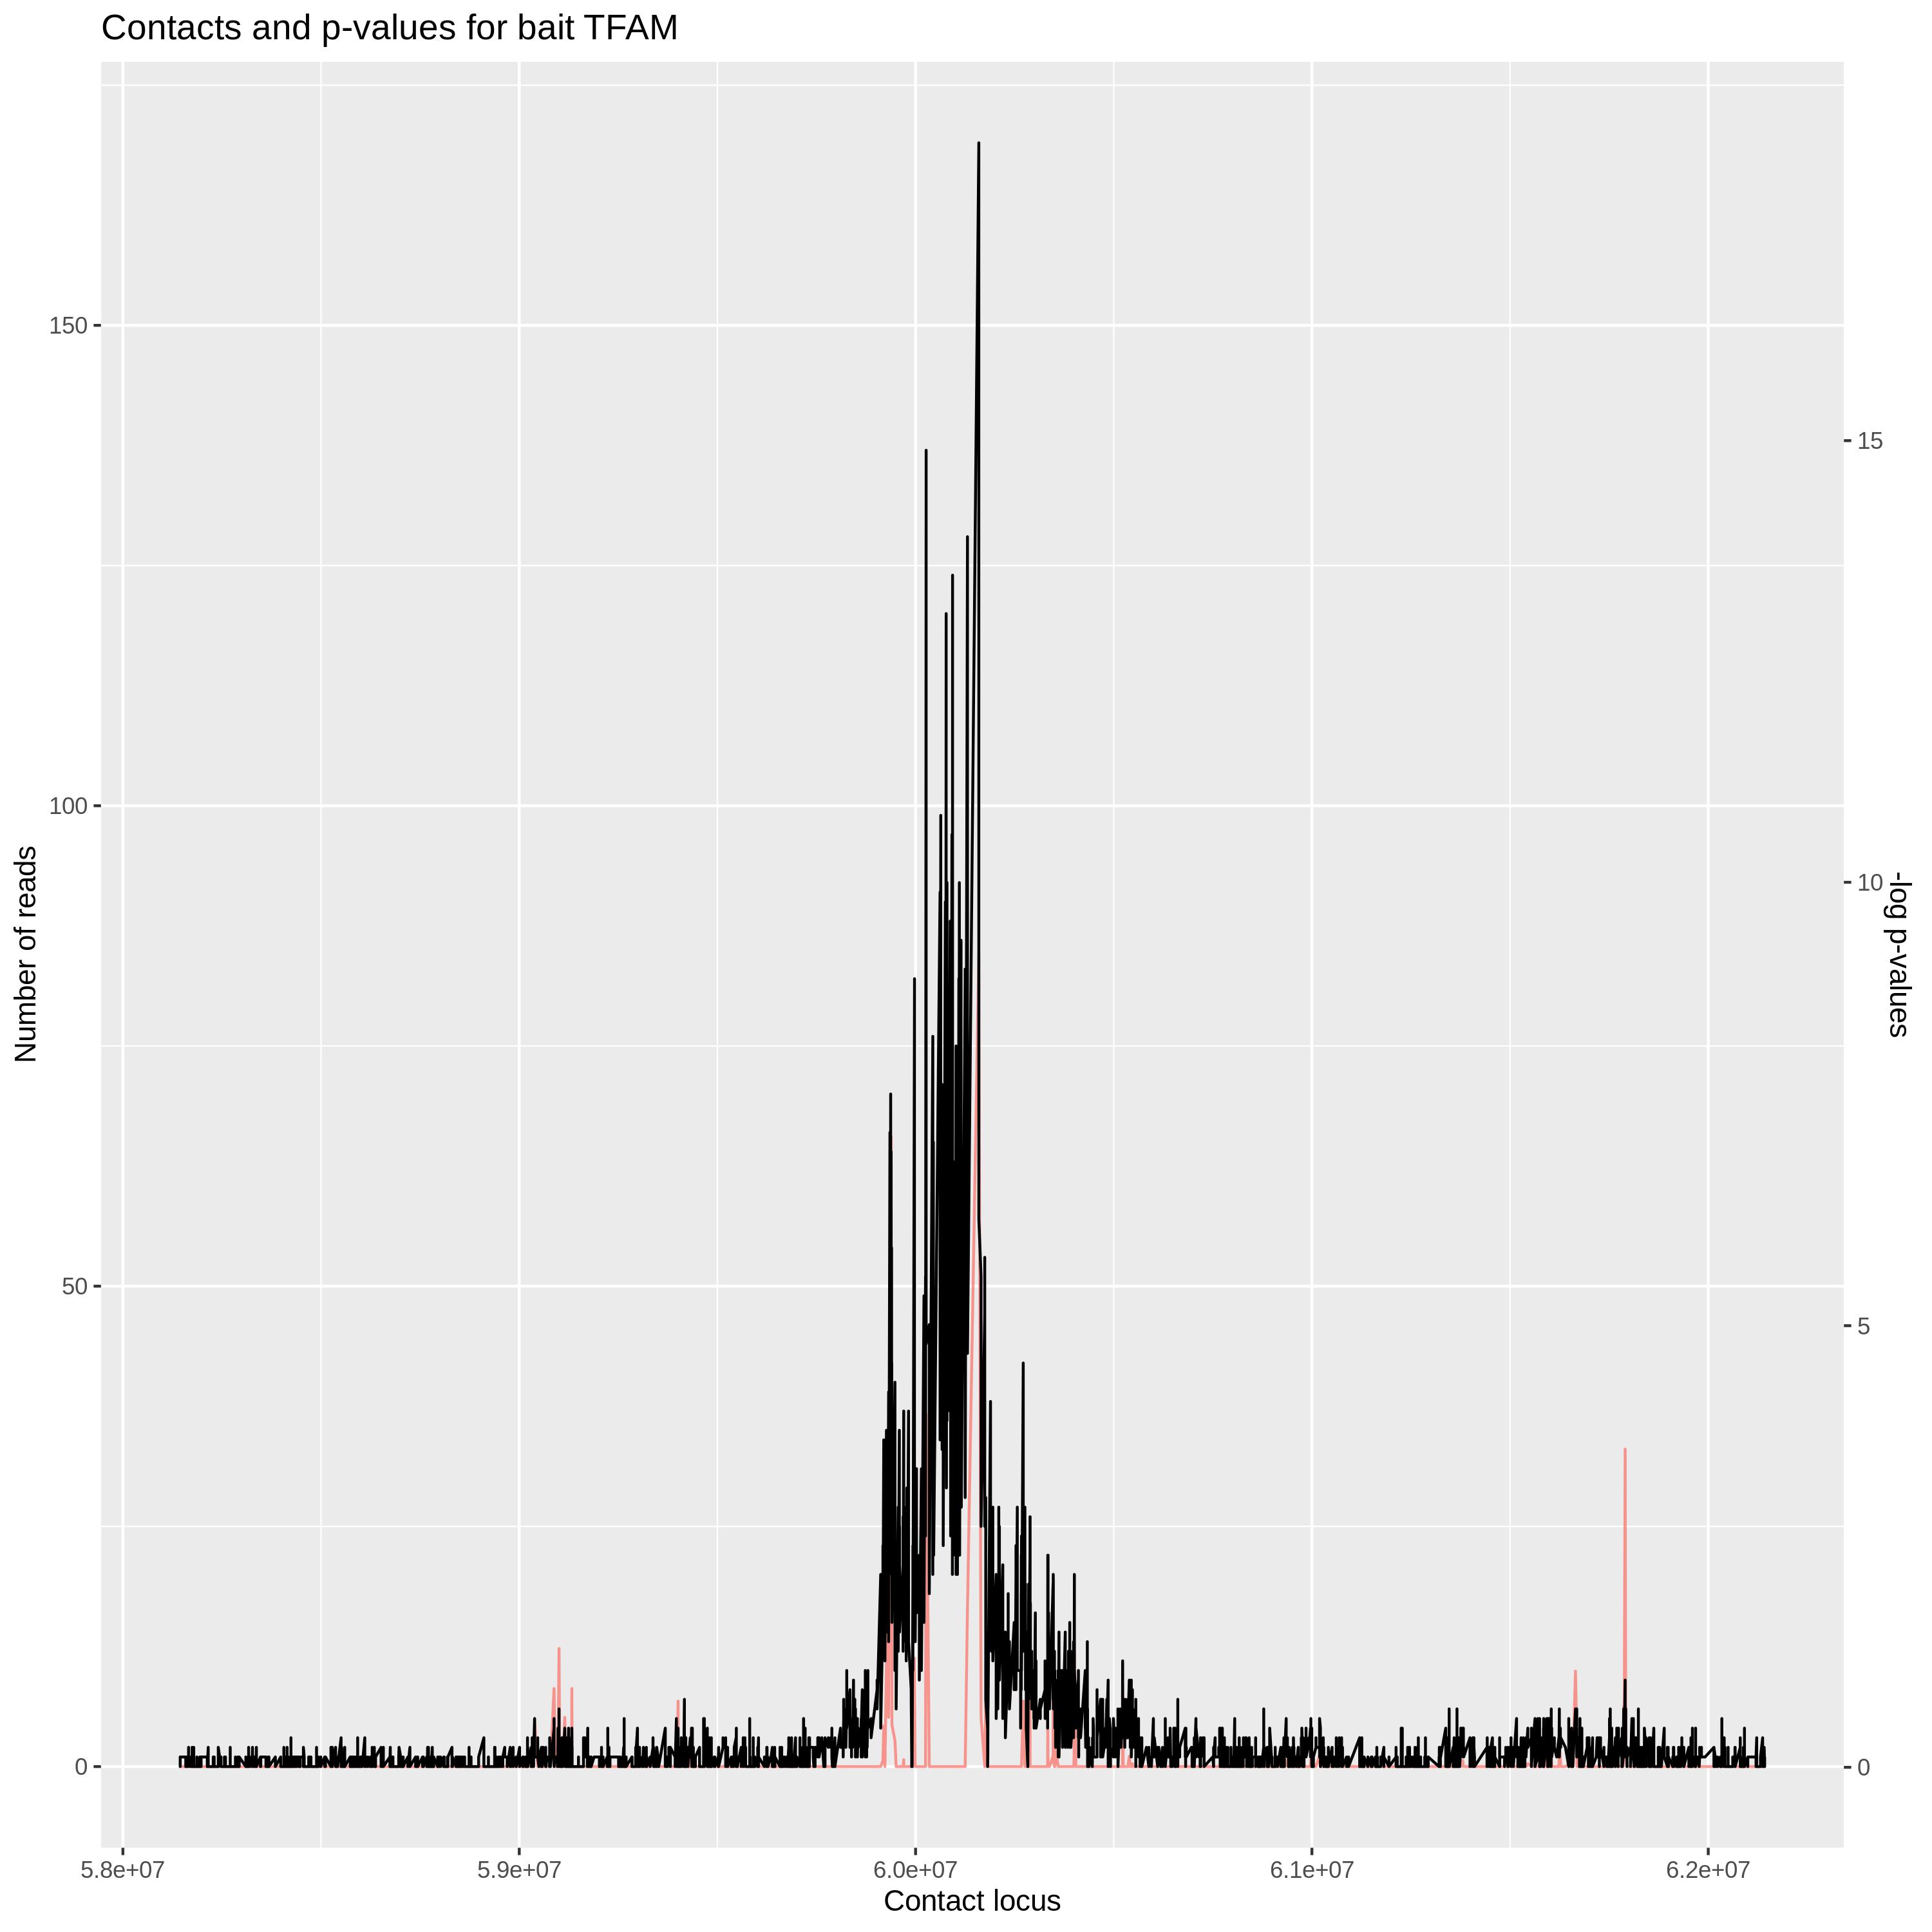 Contacts and p-values for bait TFAM
Number of reads
150
100
50
0
15
10
5
0
-log p-values
5.8e+07
5.9e+07
6.0e+07
6.1e+07
6.2e+07
Contact locus